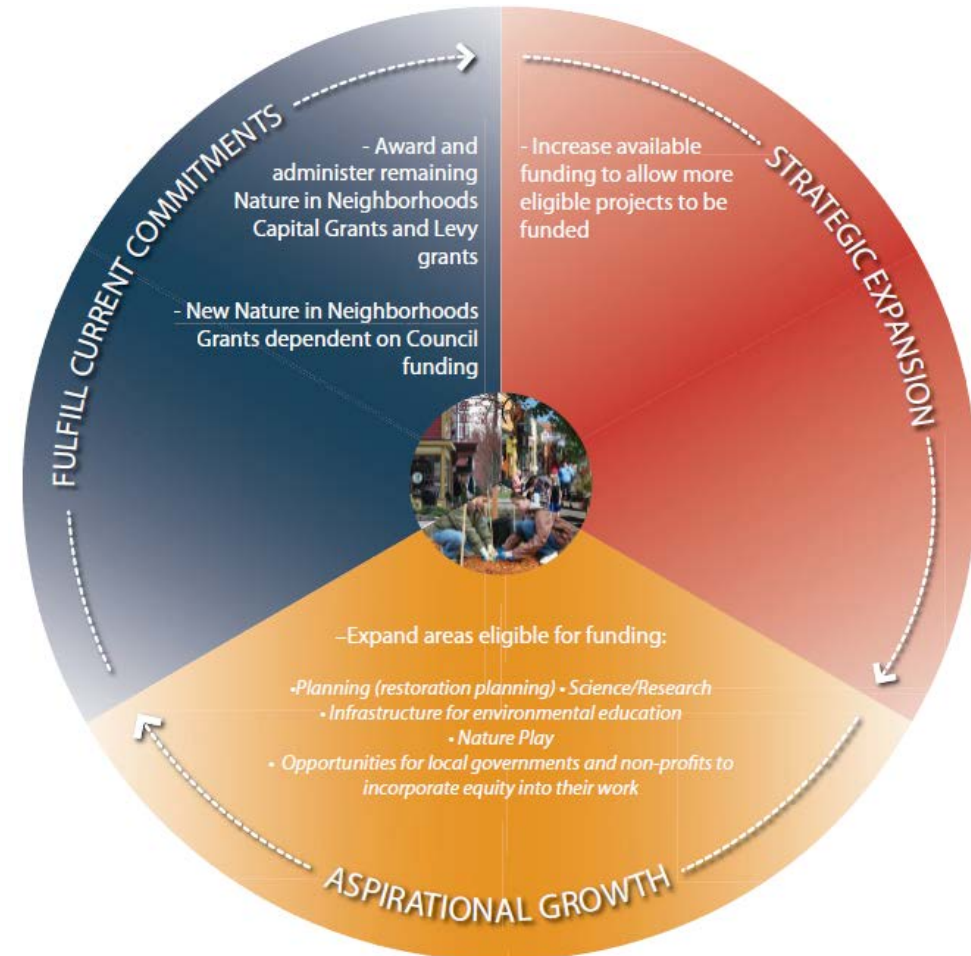 FULFILL CURRENT COMMITMENTS
- Award and
administer remaining
Nature in Neighborhoods
Capital Grants and Levy
grants
- New Nature in Neighborhoods
Grants dependent on Council
funding
STRATEGIC EXPANSION
- Increase available
funding to allow more
eligible projects to be
funded
–Expand areas eligible for funding:
•Planning (restoration planning) • Science/Research
• Infrastructure for environmental education
• Nature Play
• Opportunities for local governments and non-profits to
incorporate equity into their work
ASPIRATIONAL GROWTH